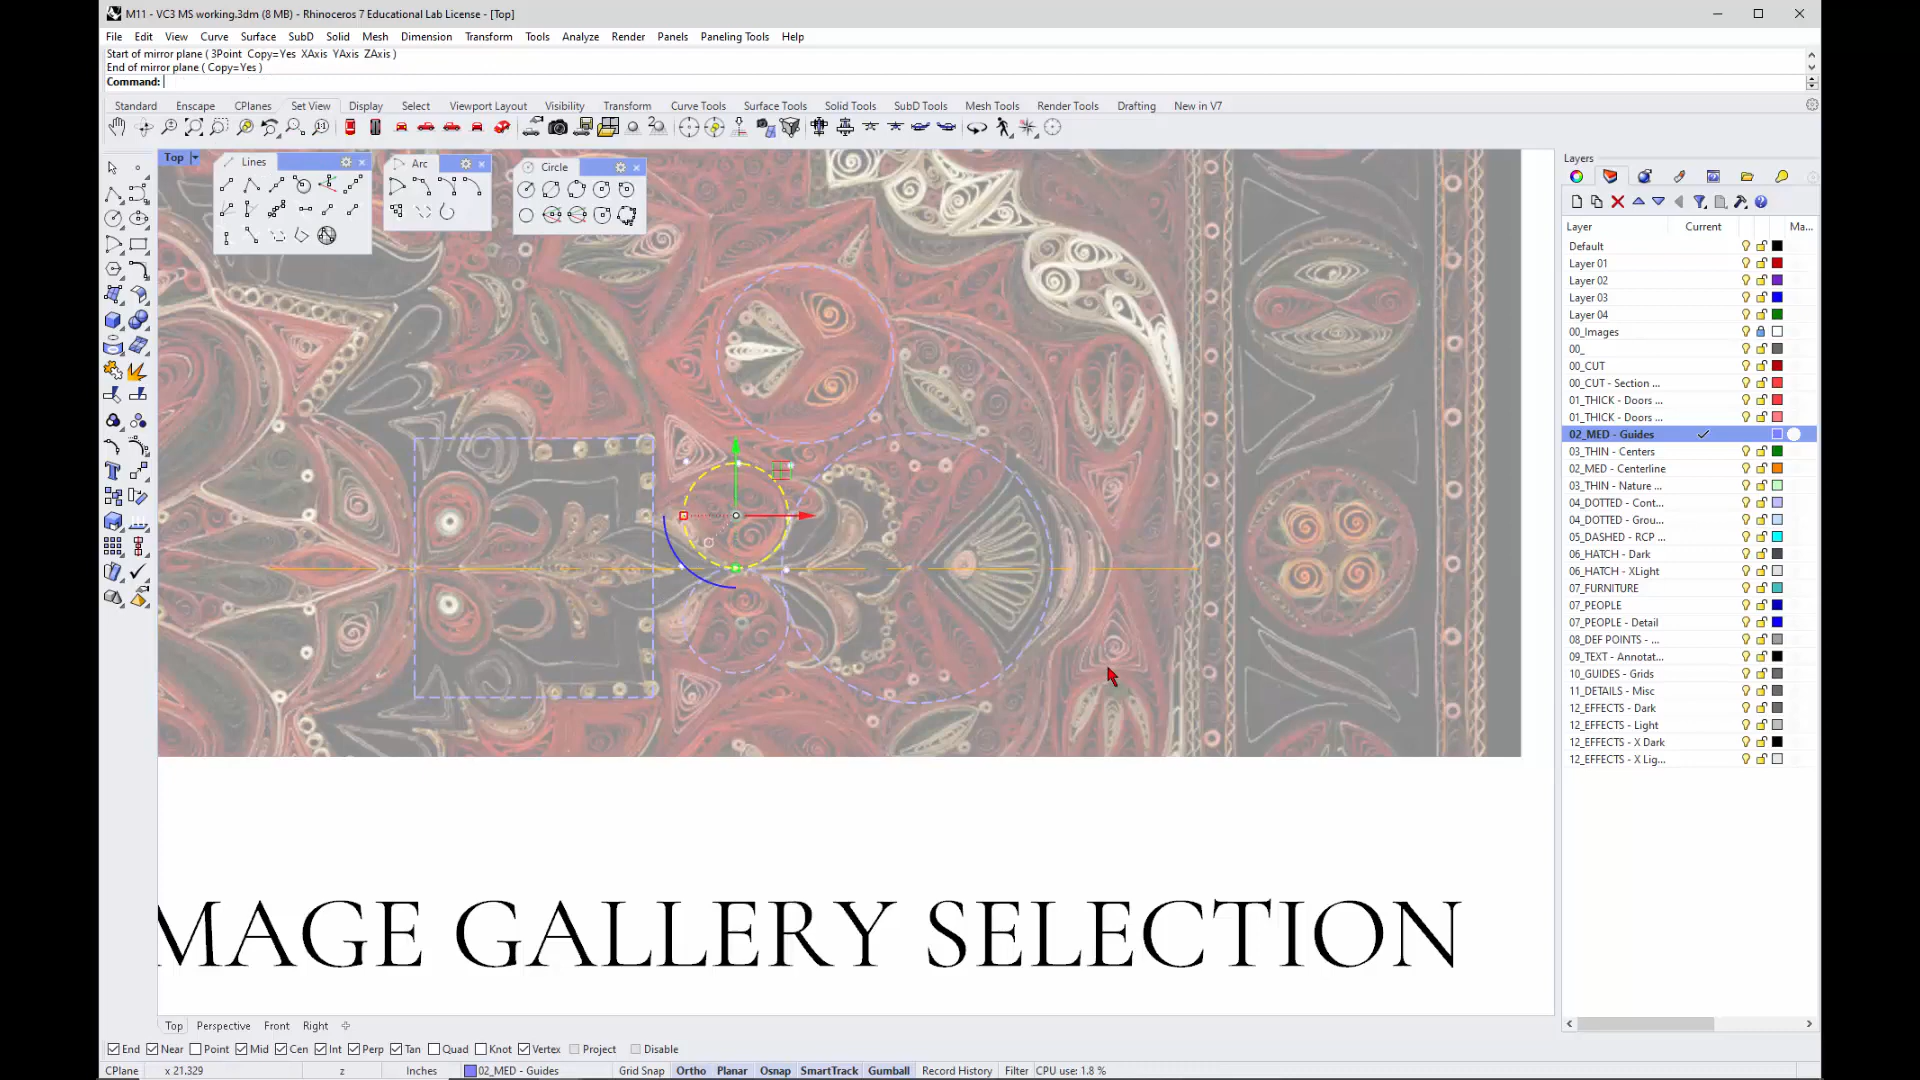 M11 - VC3 MS working.3dm (8 MB) - Rhinoceros 7 Educational Lab License - [Top]
File Edit View Curve Surface SubD Solid Mesh Dimension Transform Tools Analyze Render Panels Paneling Tools Help
Start of mirror plane ( 3Point Copy=Yes XAxis YAxis ZAxis )
End of mirror plane ( Copy=Yes )
Command:
Standard Enscape CPlanes Set View Display Select Viewport Layout Visibility Transform Curve Tools Surface Tools Solid Tools SubD Tools Mesh Tools Render Tools Drafting New in V7
Top
Lines
Arc
Circle
Layers
Layer Current Ma...
Default
Layer 01
Layer 02
Layer 03
Layer 04
00_Images
00_
00_CUT
00_CUT - Section ...
01_THICK - Doors ...
01_THICK - Doors ...
02_MED - Guides
03_THIN - Centers
02_MED - Centerline
03_THIN - Nature ...
04_DOTTED - Cont...
04_DOTTED - Grou...
05_DASHED - RCP ...
06_HATCH - Dark
06_HATCH - XLight
07_FURNITURE
07_PEOPLE
07_PEOPLE - Detail
08_DEF POINTS - ...
09_TEXT - Annotat...
10_GUIDES - Grids
11_DETAILS - Misc
12_EFFECTS - Dark
12_EFFECTS - Light
12_EFFECTS - X Dark
12_EFFECTS - X Lig...
MAGE GALLERY SELECTION
Top Perspective Front Right
End Near Point Mid Cen Int Perp Tan Quad Knot Vertex Project Disable
CPlane x 21.329 z Inches 02_MED - Guides Grid Snap Ortho Planar Osnap SmartTrack Gumball Record History Filter CPU use: 1.8 %